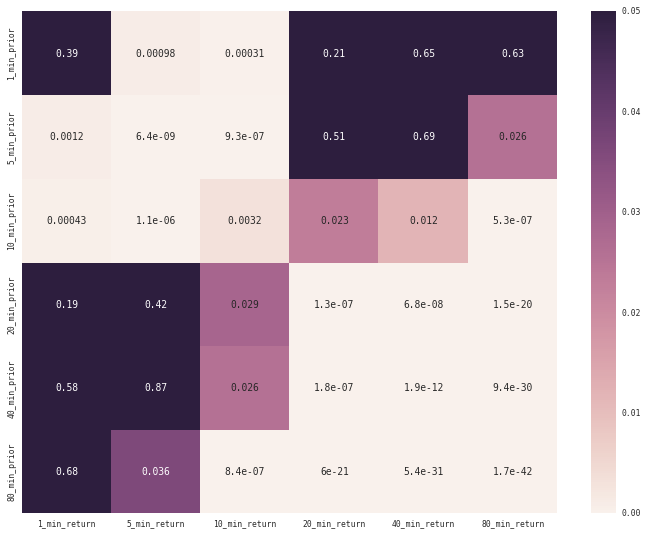 1_min_prior 0.39 0.00098 0.00031 0.21 0.65 0.63
5_min_prior 0.0012 6.4e-09 9.3e-07 0.51 0.69 0.026
10_min_prior 0.00043 1.1e-06 0.0032 0.023 0.012 5.3e-07
20_min_prior 0.19 0.42 0.029 1.3e-07 6.8e-08 1.5e-20
40_min_prior 0.58 0.87 0.026 1.8e-07 1.9e-12 9.4e-30
80_min_prior 0.68 0.036 8.4e-07 6e-21 5.4e-31 1.7e-42
1_min_return 5_min_return 10_min_return 20_min_return 40_min_return 80_min_return
0.05
0.04
0.03
0.02
0.01
0.00